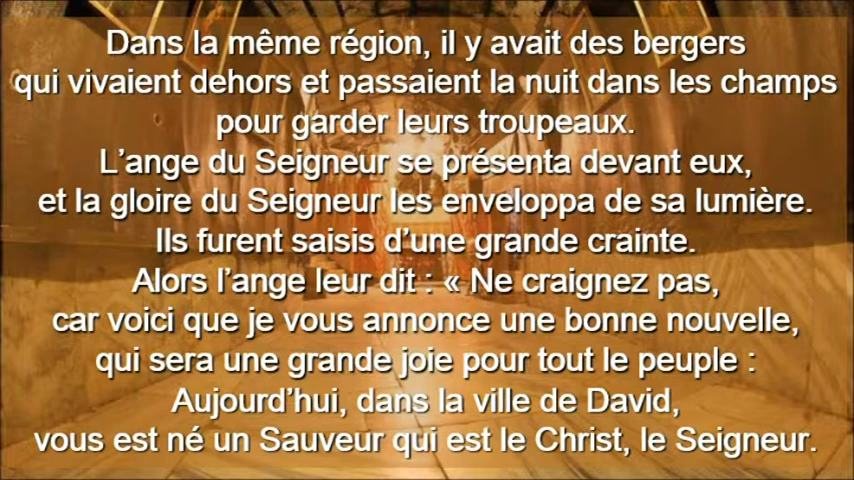 Dans la même région, il y avait des bergers
qui vivaient dehors et passaient la nuit dans les champs
pour garder leurs troupeaux.
L’ange du Seigneur se présenta devant eux,
et la gloire du Seigneur les enveloppa de sa lumière.
Ils furent saisis d’une grande crainte.
Alors l’ange leur dit : « Ne craignez pas,
car voici que je vous annonce une bonne nouvelle,
qui sera une grande joie pour tout le peuple :
Aujourd’hui, dans la ville de David,
vous est né un Sauveur qui est le Christ, le Seigneur.